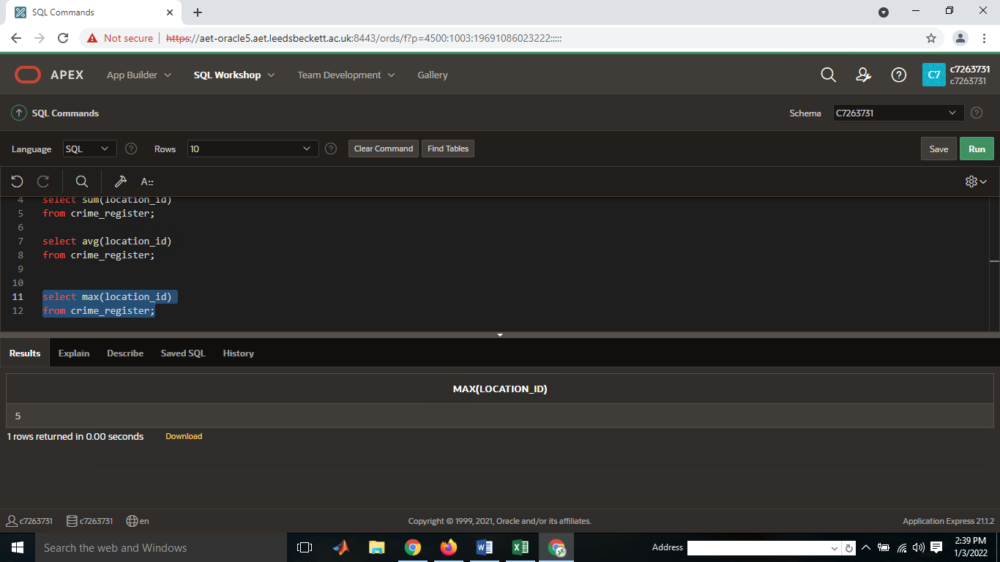 SQL Commands
Not secure https://aet-oracle5.aet.leedsbeckett.ac.uk:8443/ords/f?p=4500:1003:19691086023222:::::
APEX App Builder SQL Workshop Team Development Gallery C7 c7263731
c7263731
SQL Commands Schema C7263731
Language SQL Rows 10 Clear Command Find Tables Save Run
A::
4 select sum(location_id)
5 from crime_register;
6
7 select avg(location_id)
8 from crime_register;
9
10
11 select max(location_id)
12 from crime_register;
Results Explain Describe Saved SQL History
MAX(LOCATION_ID)
5
1 rows returned in 0.00 seconds Download
c7263731 c7263731 en Copyright © 1999, 2021, Oracle and/or its affiliates. Application Express 21.1.2
Search the web and Windows Address 2:39 PM
1/3/2022